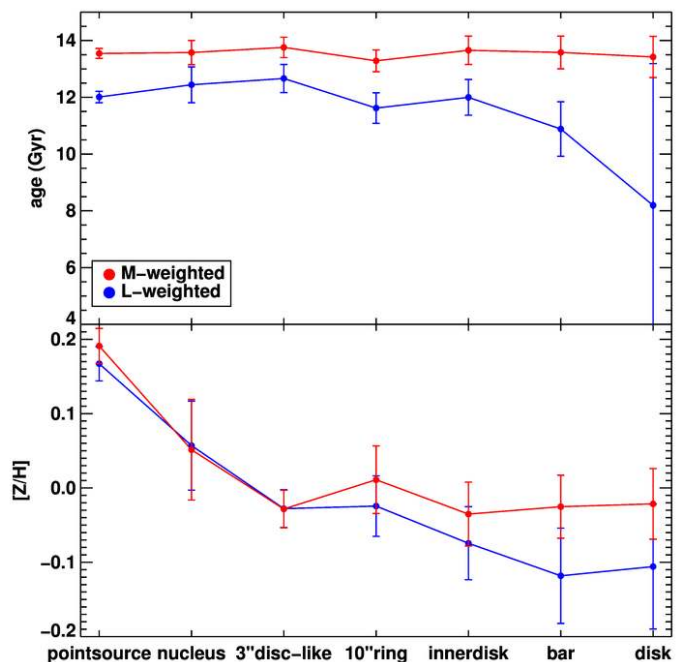 14
12
10
8
6
4
age (Gyr)
M-weighted
L-weighted
0.2
0.1
0.0
-0.1
-0.2
[Z/H]
pointsource nucleus 3"disc-like 10"ring innerdisk bar disk